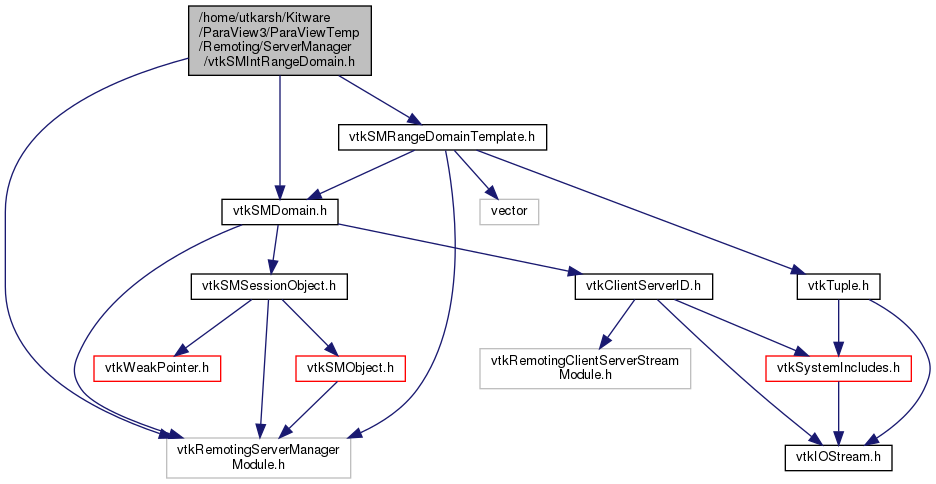 /home/utkarsh/Kitware
/ParaView3/ParaViewTemp
/Remoting/ServerManager
/vtkSMIntRangeDomain.h
vtkSMRangeDomainTemplate.h
vtkSMDomain.h
vector
vtkSMSessionObject.h
vtkClientServerID.h
vtkTuple.h
vtkWeakPointer.h
vtkSMObject.h
vtkRemotingClientServerStream
Module.h
vtkSystemIncludes.h
vtkRemotingServerManager
Module.h
vtkIOStream.h